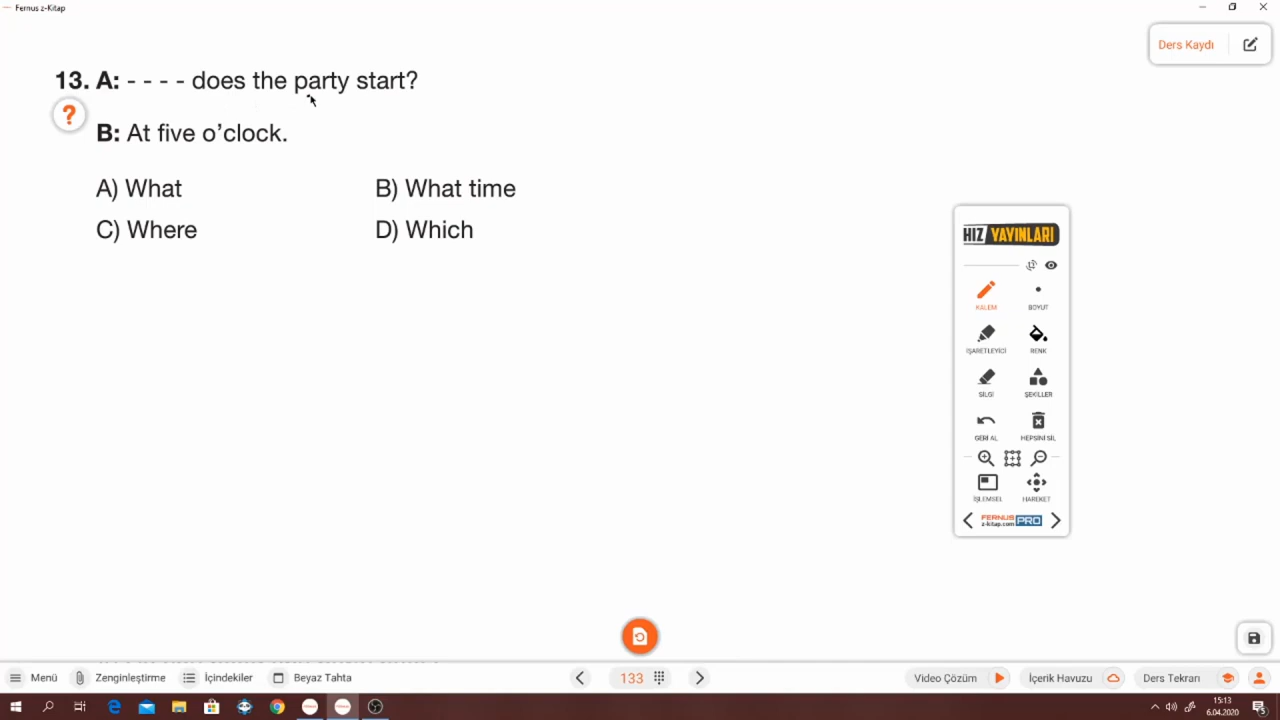 Fernus z-Kitap
Ders Kaydı
13. A: - - - - does the party start?
?
B: At five o'clock.
A) What
B) What time
C) Where
D) Which
HIZ YAYINLARI
KALEM
BOYUT
İŞARETLEYİCİ
RENK
SİLGİ
ŞEKİLLER
GERİ AL
HEPSİNİ SİL
İŞLEMSEL
HAREKET
FERNUS
z-kitap.com PRO
Menü
Zenginleştirme
İçindekiler
Beyaz Tahta
133
Video Çözüm
İçerik Havuzu
Ders Tekrarı
15:13
6.04.2020
5